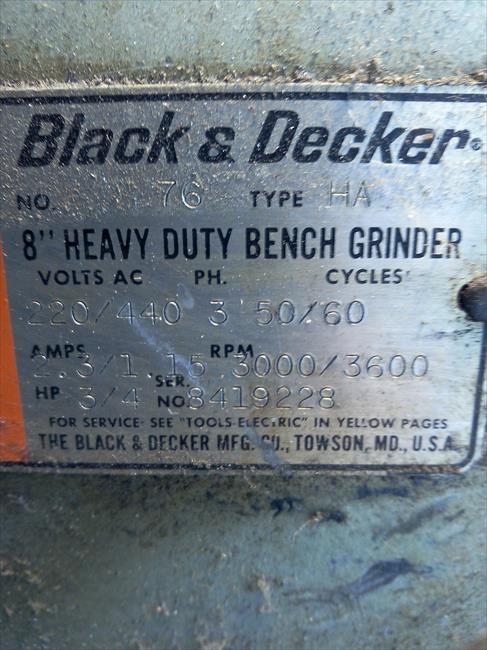 Black & Decker®
NO. 76 TYPE HA
8" HEAVY DUTY BENCH GRINDER
VOLTS AC PH. CYCLES
220/440 3 50/60
AMPS RPM
2.3/1.15 3000/3600
HP 3/4 SER. NO. 8419228
FOR SERVICE- SEE "TOOLS-ELECTRIC" IN YELLOW PAGES
THE BLACK & DECKER MFG. CO., TOWSON, MD., U.S.A.